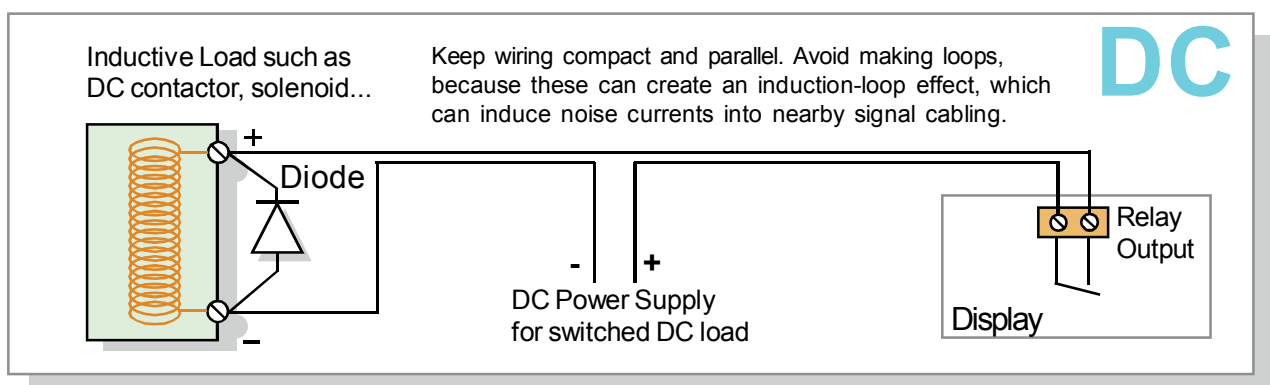 Inductive Load such as
DC contactor, solenoid...
Keep wiring compact and parallel. Avoid making loops,
because these can create an induction-loop effect, which
can induce noise currents into nearby signal cabling.
DC
+
Diode
–
- +
DC Power Supply
for switched DC load
Relay
Output
Display